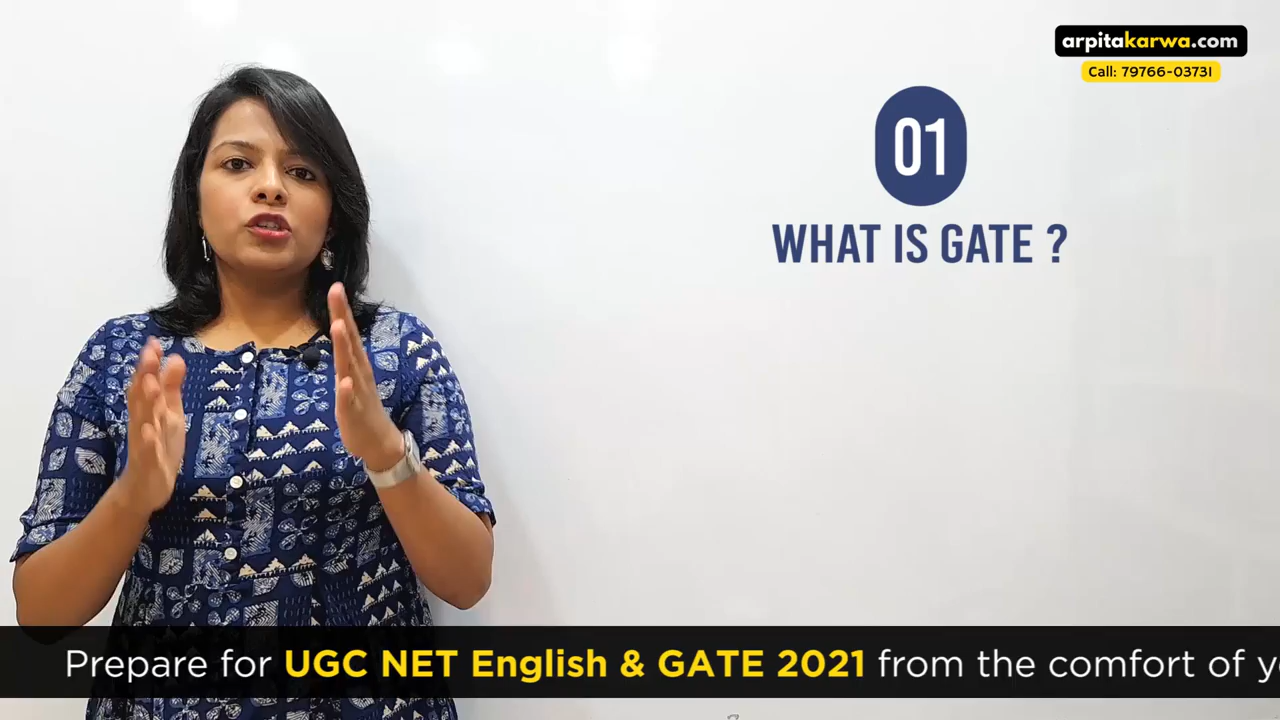 arpitakarwa.com
Call: 79766-03731
01
WHAT IS GATE ?
Prepare for UGC NET English & GATE 2021 from the comfort of y